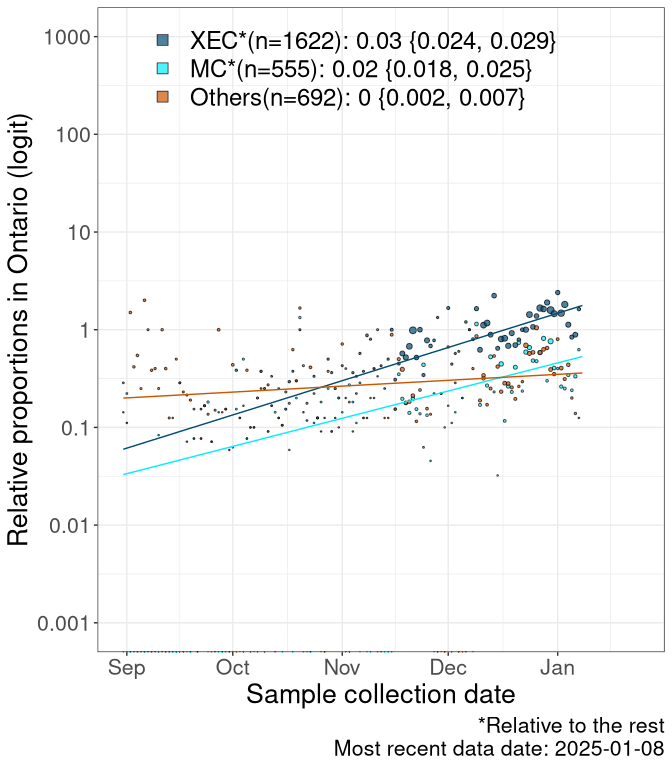 XEC*(n=1622): 0.03 {0.024, 0.029}
MC*(n=555): 0.02 {0.018, 0.025}
Others(n=692): 0 {0.002, 0.007}
Relative proportions in Ontario (logit)
1000
100
10
1
0.1
0.01
0.001
Sep Oct Nov Dec Jan
Sample collection date
*Relative to the rest
Most recent data date: 2025-01-08